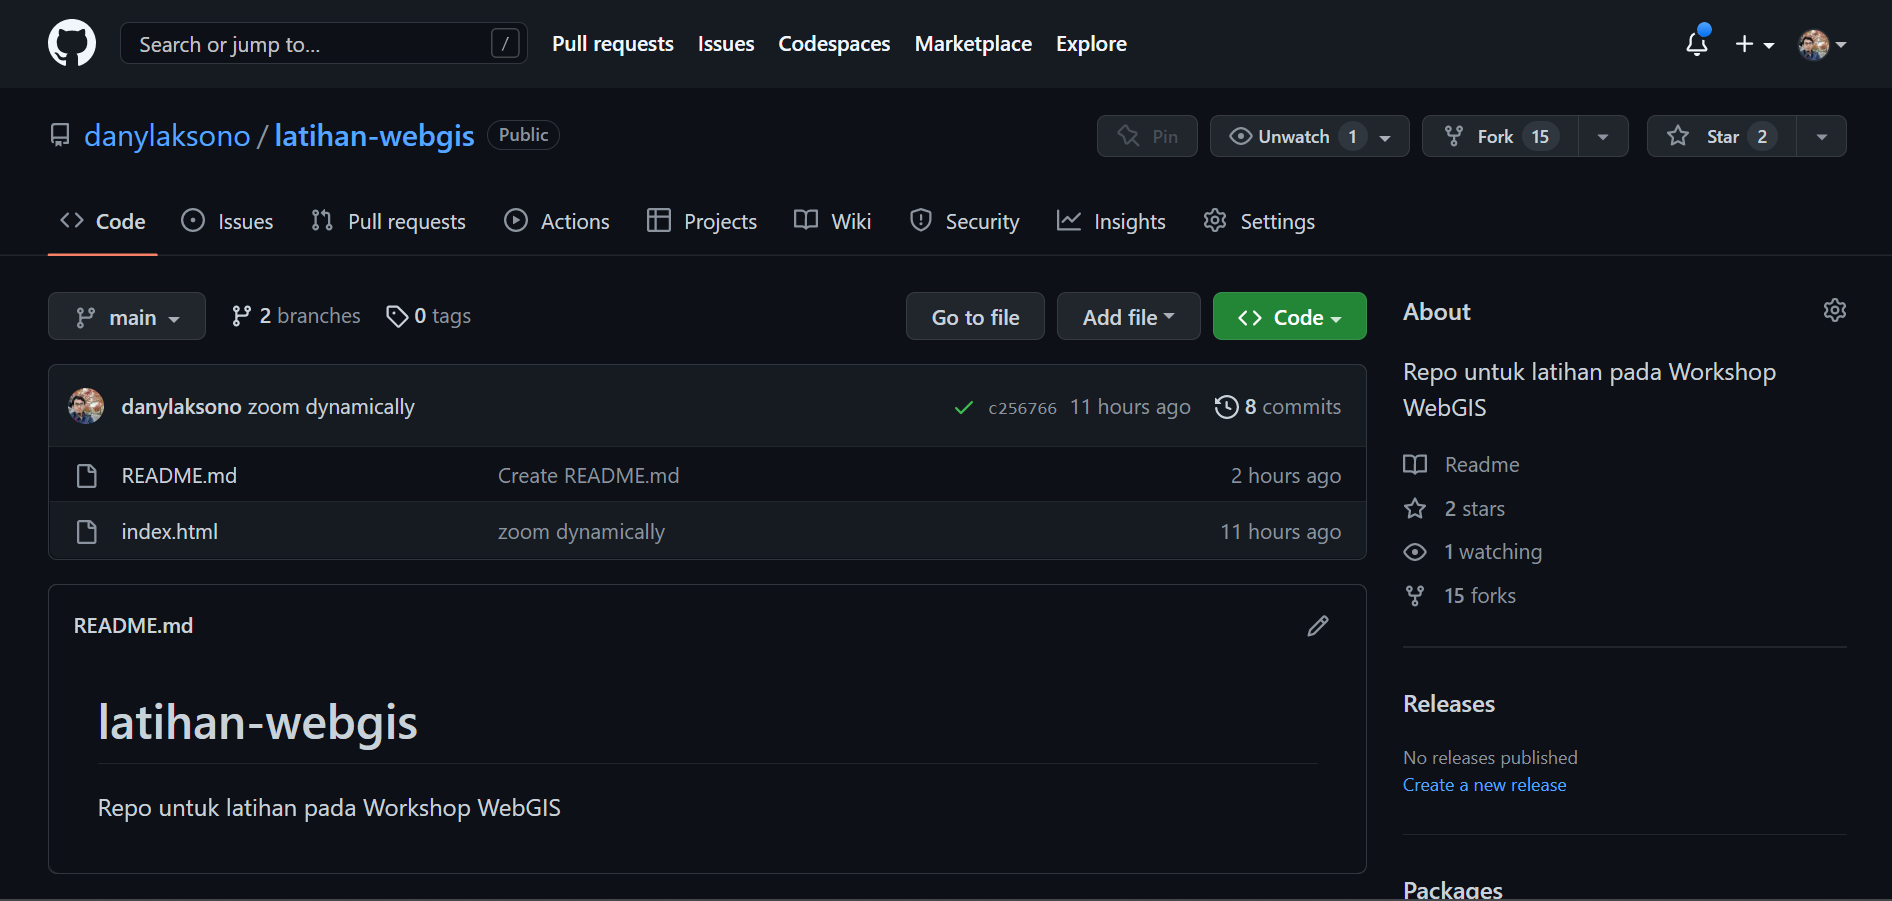 Search or jump to... / Pull requests Issues Codespaces Marketplace Explore
danylaksono / latihan-webgis Public Pin Unwatch 1 Fork 15 Star 2
Code Issues Pull requests Actions Projects Wiki Security Insights Settings
main 2 branches 0 tags Go to file Add file Code
danylaksono zoom dynamically c256766 11 hours ago 8 commits
README.md Create README.md 2 hours ago
index.html zoom dynamically 11 hours ago
README.md
latihan-webgis
Repo untuk latihan pada Workshop WebGIS
About
Repo untuk latihan pada Workshop
WebGIS
Readme
2 stars
1 watching
15 forks
Releases
No releases published
Create a new release
Packages